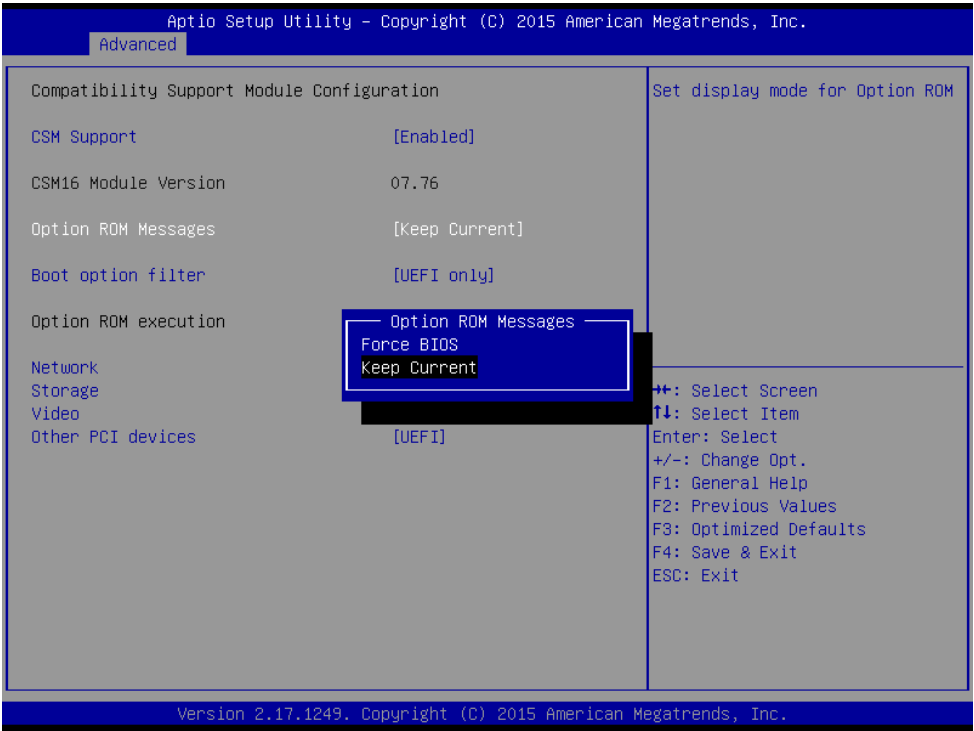 Aptio Setup Utility – Copyright (C) 2015 American Megatrends, Inc.
Advanced
Compatibility Support Module Configuration
CSM Support [Enabled]
CSM16 Module Version 07.76
Option ROM Messages [Keep Current]
Boot option filter [UEFI only]
Option ROM execution
Network
Storage
Video
Other PCI devices [UEFI]
Option ROM Messages
Force BIOS
Keep Current
Set display mode for Option ROM
→←: Select Screen
↑↓: Select Item
Enter: Select
+/-: Change Opt.
F1: General Help
F2: Previous Values
F3: Optimized Defaults
F4: Save & Exit
ESC: Exit
Version 2.17.1249. Copyright (C) 2015 American Megatrends, Inc.